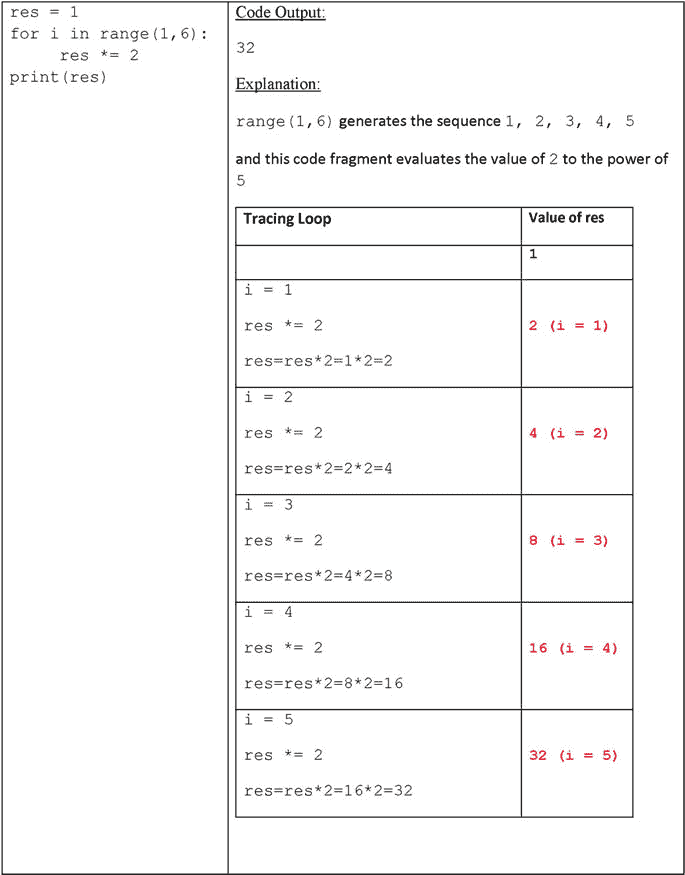 res = 1
for i in range(1,6):
     res *= 2
print(res)
Code Output:
32
Explanation:
range(1,6) generates the sequence 1, 2, 3, 4, 5
and this code fragment evaluates the value of 2 to the power of
5
Tracing Loop
Value of res
1
i = 1
res *= 2
res=res*2=1*2=2
2 (i = 1)
i = 2
res *= 2
res=res*2=2*2=4
4 (i = 2)
i = 3
res *= 2
res=res*2=4*2=8
8 (i = 3)
i = 4
res *= 2
res=res*2=8*2=16
16 (i = 4)
i = 5
res *= 2
res=res*2=16*2=32
32 (i = 5)